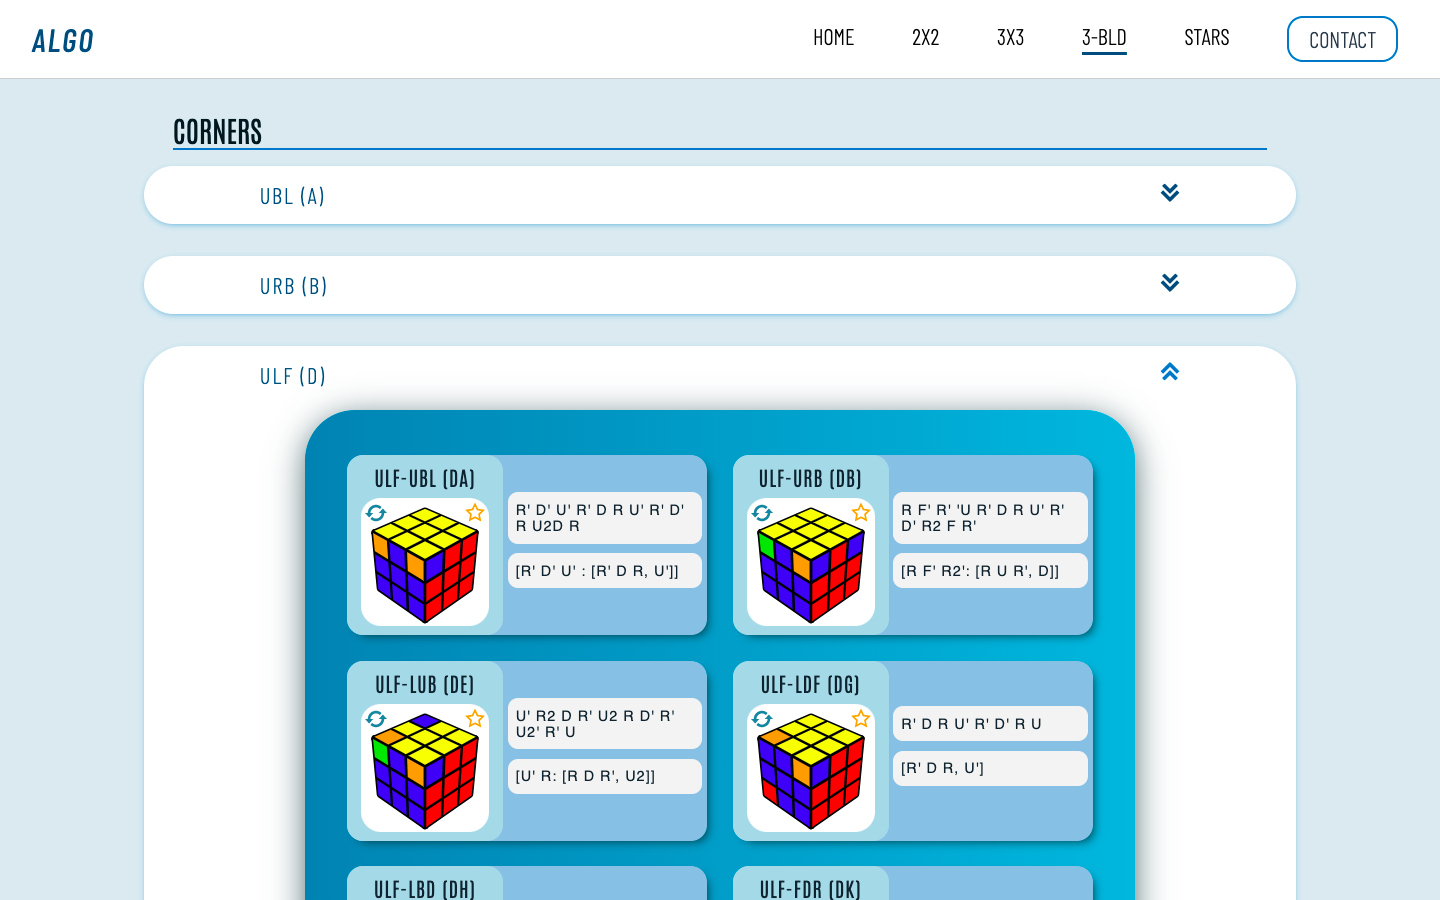 ALGO
HOME 2X2 3X3 3-BLD STARS CONTACT
CORNERS
UBL (A)
URB (B)
ULF (D)
ULF-UBL (DA)
R' D' U' R' D R U' R' D'
R U2D R
[R' D' U' : [R' D R, U']]
ULF-URB (DB)
R F' R' 'U R' D R U' R'
D' R2 F R'
[R F' R2': [R U R', D]]
ULF-LUB (DE)
U' R2 D R' U2 R D' R'
U2' R' U
[U' R: [R D R', U2]]
ULF-LDF (DG)
R' D R U' R' D' R U
[R' D R, U']
ULF-LBD (DH)
ULF-FDR (DK)